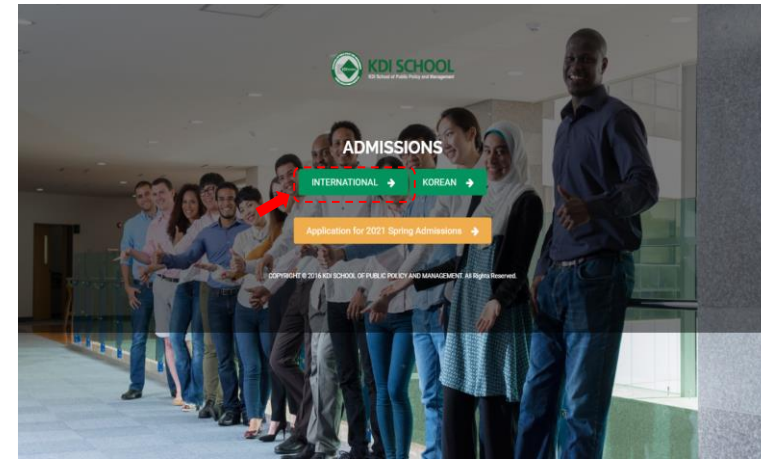 KDI SCHOOL
KDI School of Public Policy and Management
ADMISSIONS
INTERNATIONAL → KOREAN →
Application for 2021 Spring Admissions →
COPYRIGHT © 2016 KDI SCHOOL OF PUBLIC POLICY AND MANAGEMENT. All Rights Reserved.